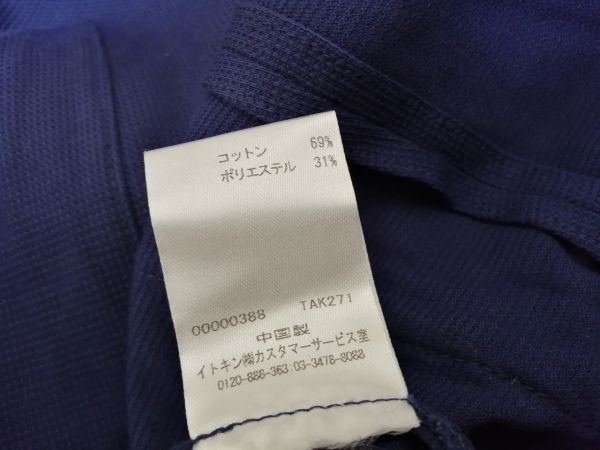 コットン 69%
ポリエステル 31%
00000388 TAK271
中国製
イトキン㈱カスタマーサービス室
0120-888-363:03-3478-8088